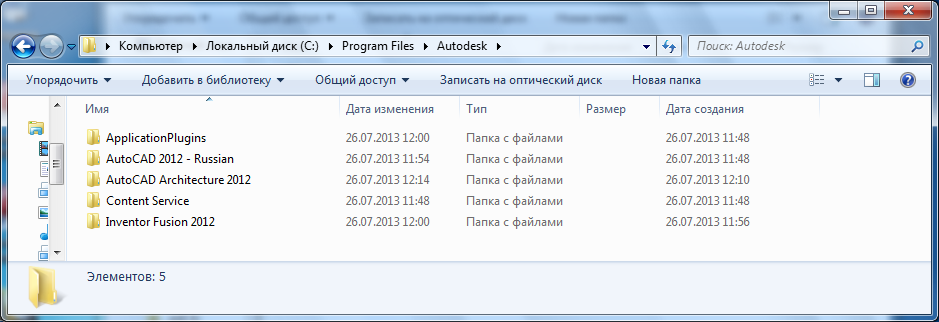 Компьютер ▸ Локальный диск (C:) ▸ Program Files ▸ Autodesk ▸
Поиск: Autodesk
Упорядочить Добавить в библиотеку Общий доступ Записать на оптический диск Новая папка
Имя Дата изменения Тип Размер Дата создания
ApplicationPlugins 26.07.2013 12:00 Папка с файлами 26.07.2013 11:48
AutoCAD 2012 - Russian 26.07.2013 11:54 Папка с файлами 26.07.2013 11:48
AutoCAD Architecture 2012 26.07.2013 12:14 Папка с файлами 26.07.2013 12:10
Content Service 26.07.2013 11:48 Папка с файлами 26.07.2013 11:48
Inventor Fusion 2012 26.07.2013 12:00 Папка с файлами 26.07.2013 11:56
Элементов: 5